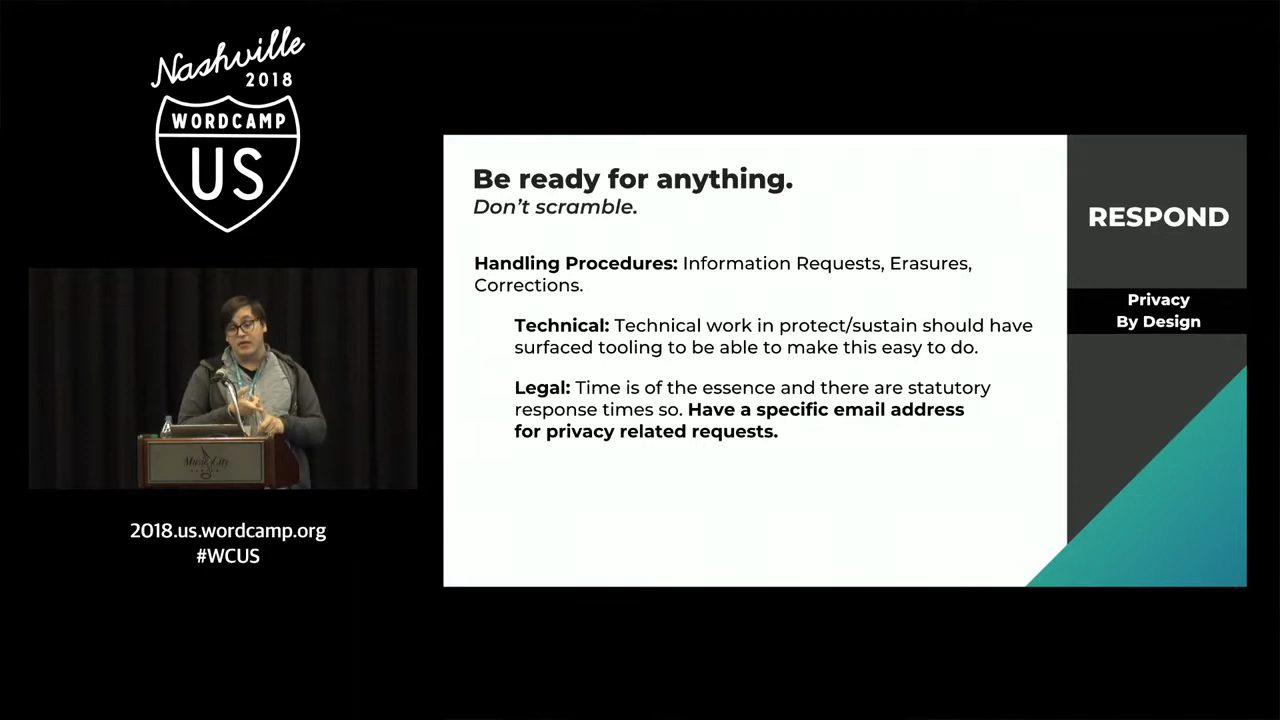 Nashville
2018
WORDCAMP
US
Be ready for anything.
Don’t scramble.
Handling Procedures: Information Requests, Erasures,
Corrections.
Technical: Technical work in protect/sustain should have
surfaced tooling to be able to make this easy to do.
Legal: Time is of the essence and there are statutory
response times so. Have a specific email address
for privacy related requests.
RESPOND
Privacy
By Design
Music City
2018.us.wordcamp.org
#WCUS